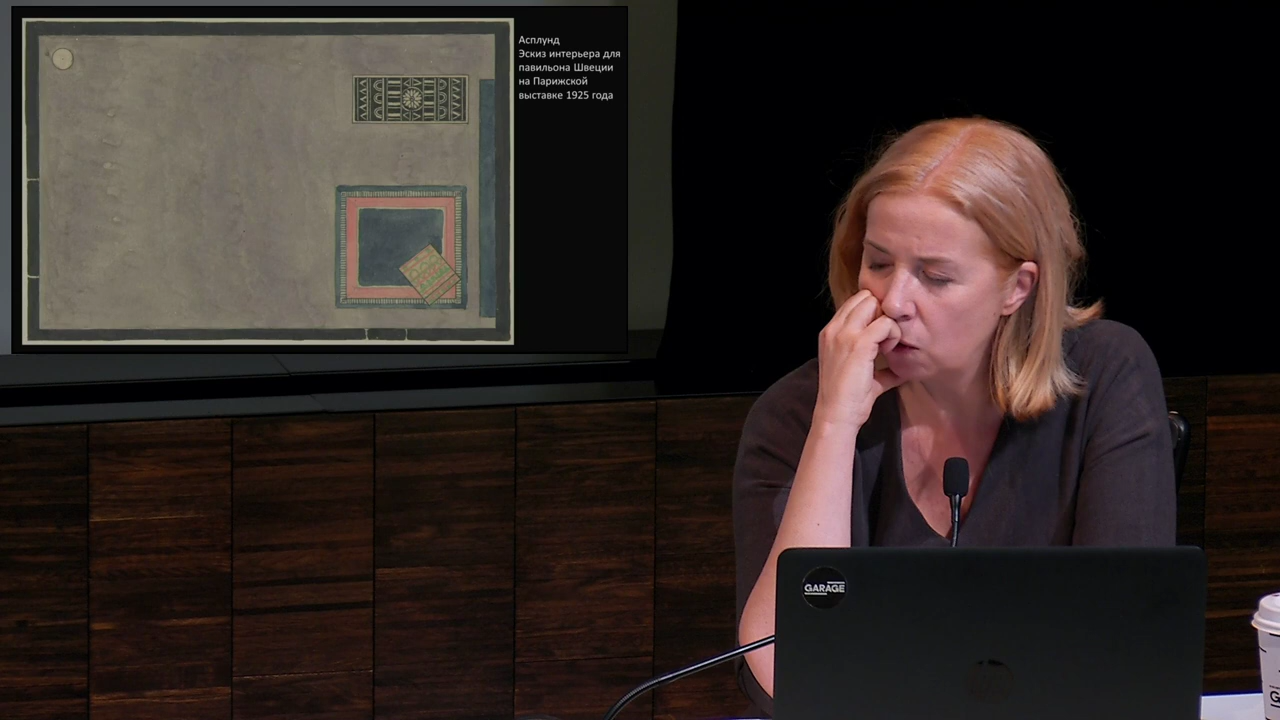 Асплунд
Эскиз интерьера для
павильона Швеции
на Парижской
выставке 1925 года
GARAGE